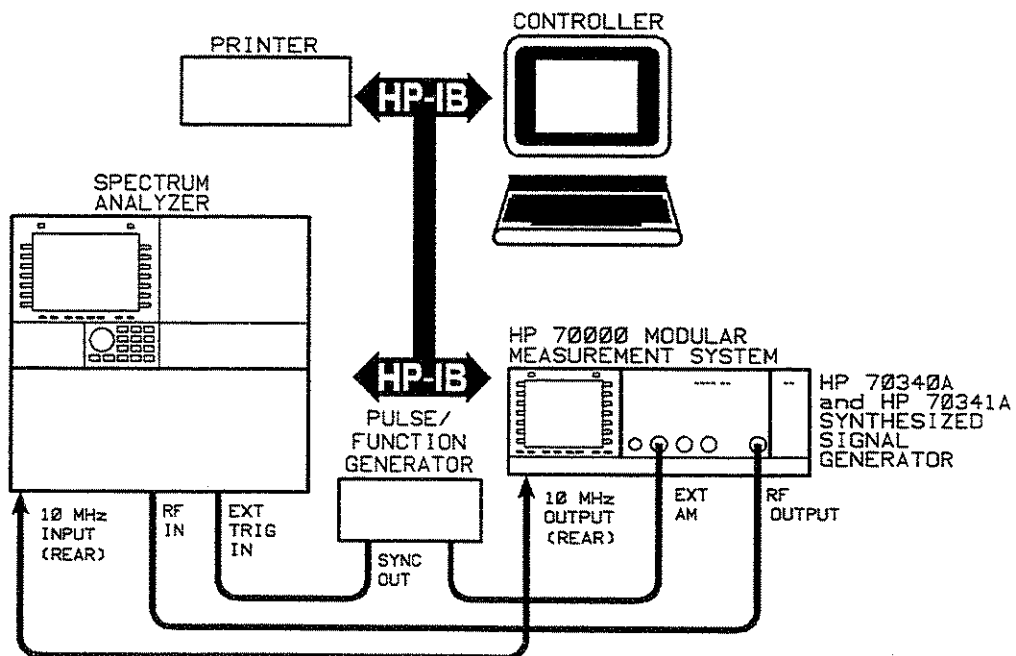 CONTROLLER
PRINTER
HP-IB
SPECTRUM
ANALYZER
HP 70000 MODULAR
MEASUREMENT SYSTEM
HP-IB
HP 70340A
and HP 70341A
SYNTHESIZED
SIGNAL
GENERATOR
PULSE/
FUNCTION
GENERATOR
10 MHz
INPUT
(REAR)
RF
IN
EXT
TRIG
IN
SYNC
OUT
10 MHz
OUTPUT
(REAR)
EXT
AM
RF
OUTPUT